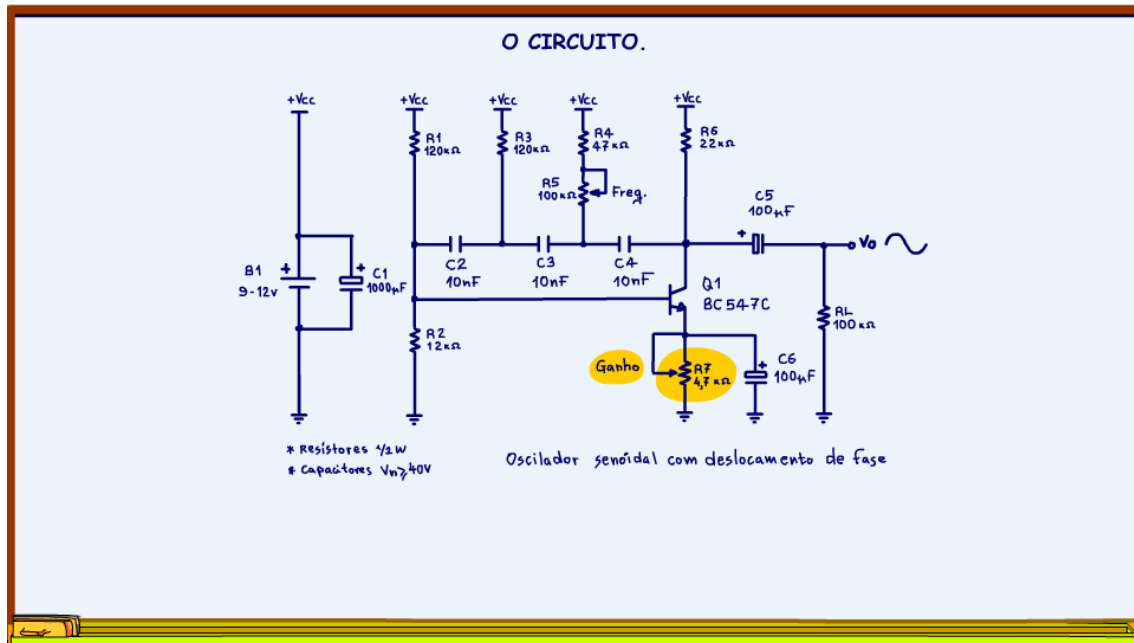 O CIRCUITO.
+Vcc
+Vcc
+Vcc
+Vcc
+Vcc
R1
120kΩ
R3
120kΩ
R4
47kΩ
R6
22kΩ
R5
100kΩ
Freq.
C5
100µF
+
Vo
C2
10nF
C3
10nF
C4
10nF
B1
9-12v
+
+
C1
1000µF
Q1
BC547C
R2
12kΩ
RL
100kΩ
Ganho
R7
4,7kΩ
+
C6
100µF
* Resistores 1/2W
* Capacitores Vn≥40V
Oscilador senóidal com deslocamento de fase